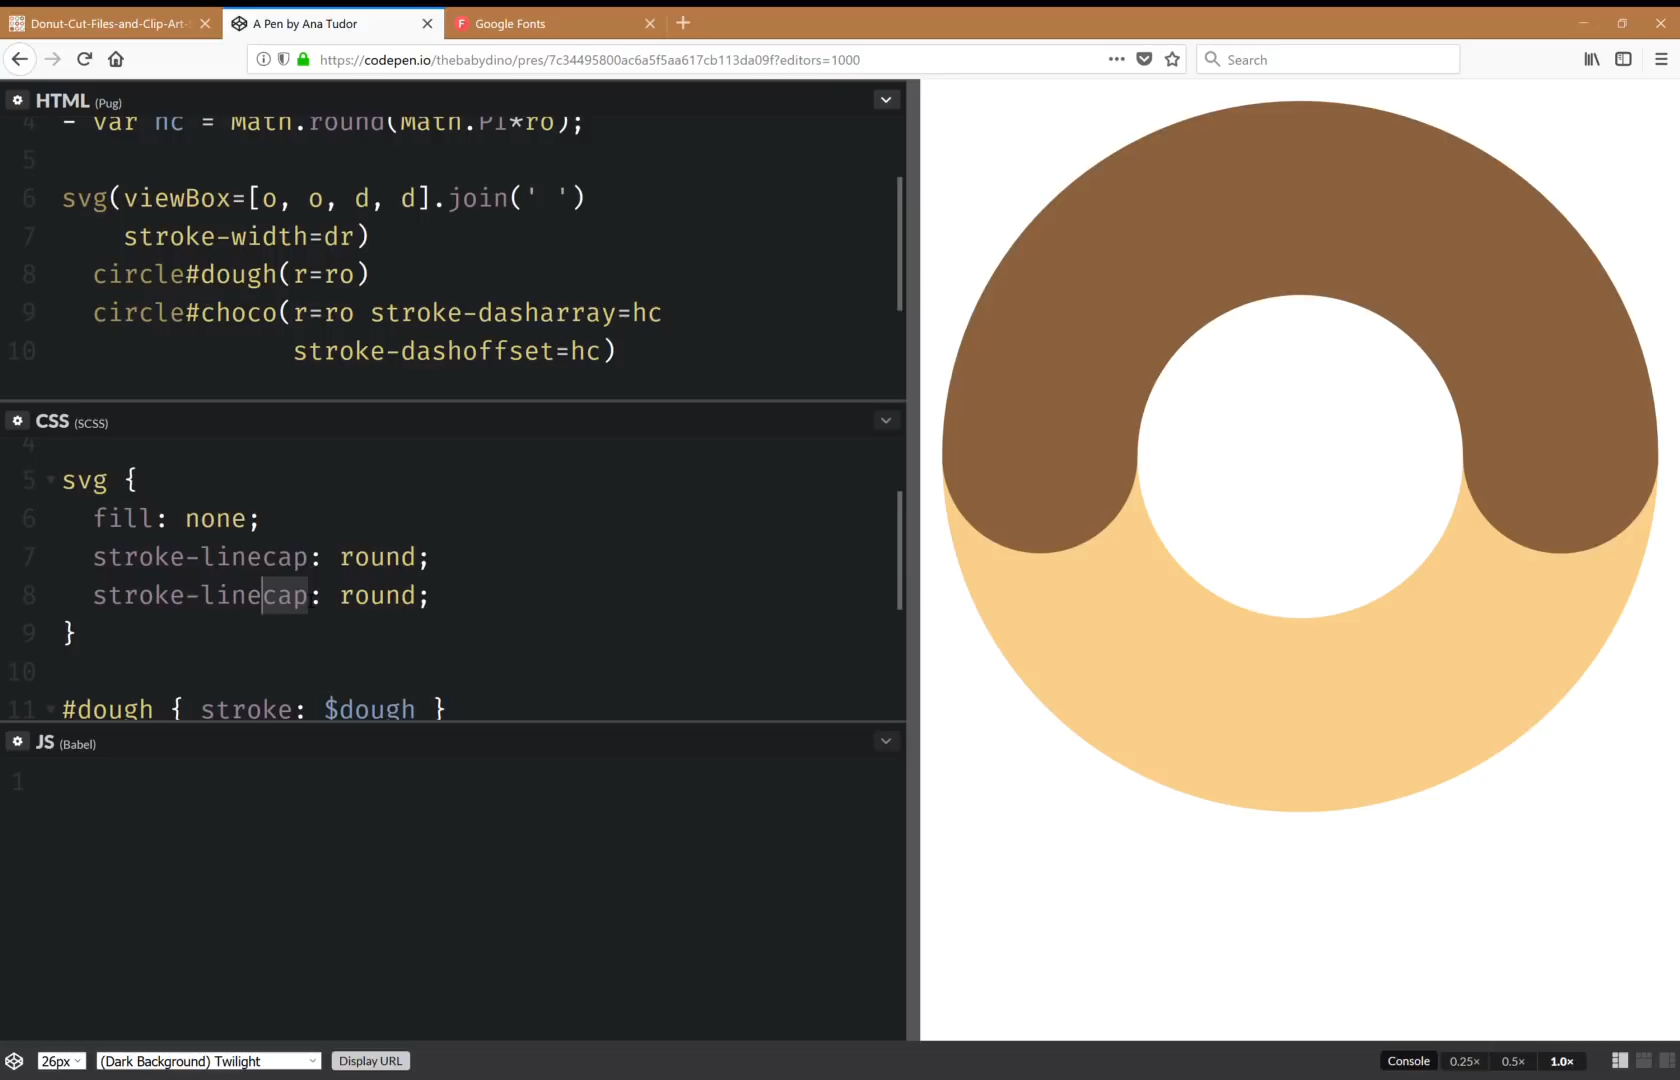 Donut-Cut-Files-and-Clip-Art-
A Pen by Ana Tudor
Google Fonts
https://codepen.io/thebabydino/pres/7c34495800ac6a5f5aa617cb113da09f?editors=1000
Search
HTML (Pug)
4 - var hc = Math.round(Math.PI*ro);
5
6 svg(viewBox=[o, o, d, d].join(' ')
7 stroke-width=dr)
8 circle#dough(r=ro)
9 circle#choco(r=ro stroke-dasharray=hc
10 stroke-dashoffset=hc)
CSS (SCSS)
4
5 svg {
6 fill: none;
7 stroke-linecap: round;
8 stroke-linecap: round;
9 }
10
11 #dough { stroke: $dough }
JS (Babel)
1
26px (Dark Background) Twilight Display URL
Console 0.25× 0.5× 1.0×